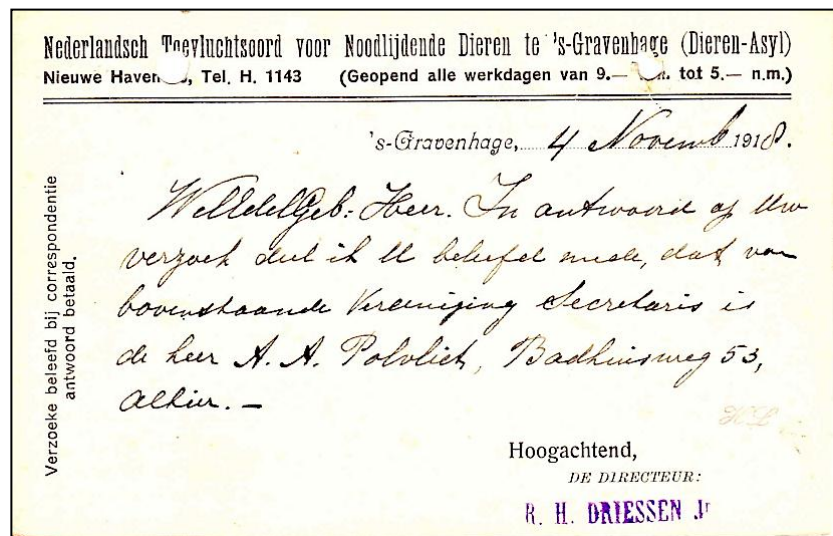 Nederlandsch Toevluchtsoord voor Noodlijdende Dieren te 's-Gravenhage (Dieren-Asyl)
Nieuwe Haven Tel. H. 1143 (Geopend alle werkdagen van 9.— tot 5.— n.m.)
's-Gravenhage, 4 Novemb 1918.
WelEdelGeb: Heer. In antwoord op Uw
verzoek deel ik U beleefd mede, dat van
bovenstaande Vereeniging Secretaris is
de heer A. A. Polvliet, Badhuisweg 53,
alhier. —
Verzoeke beleefd bij correspondentie
antwoord betaald.
Hoogachtend,
DE DIRECTEUR:
R. H. DRIESSEN Jr